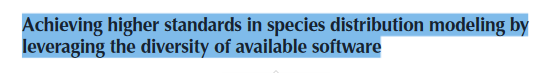 Achieving higher standards in species distribution modeling by
leveraging the diversity of available software